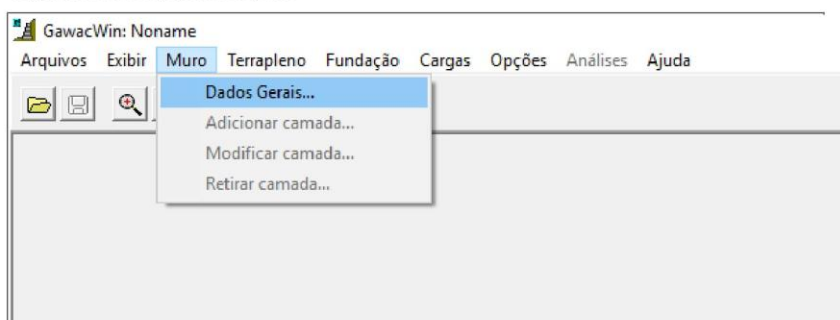 GawacWin: Noname
Arquivos Exibir Muro Terrapleno Fundação Cargas Opções Análises Ajuda
Dados Gerais...
Adicionar camada...
Modificar camada...
Retirar camada...